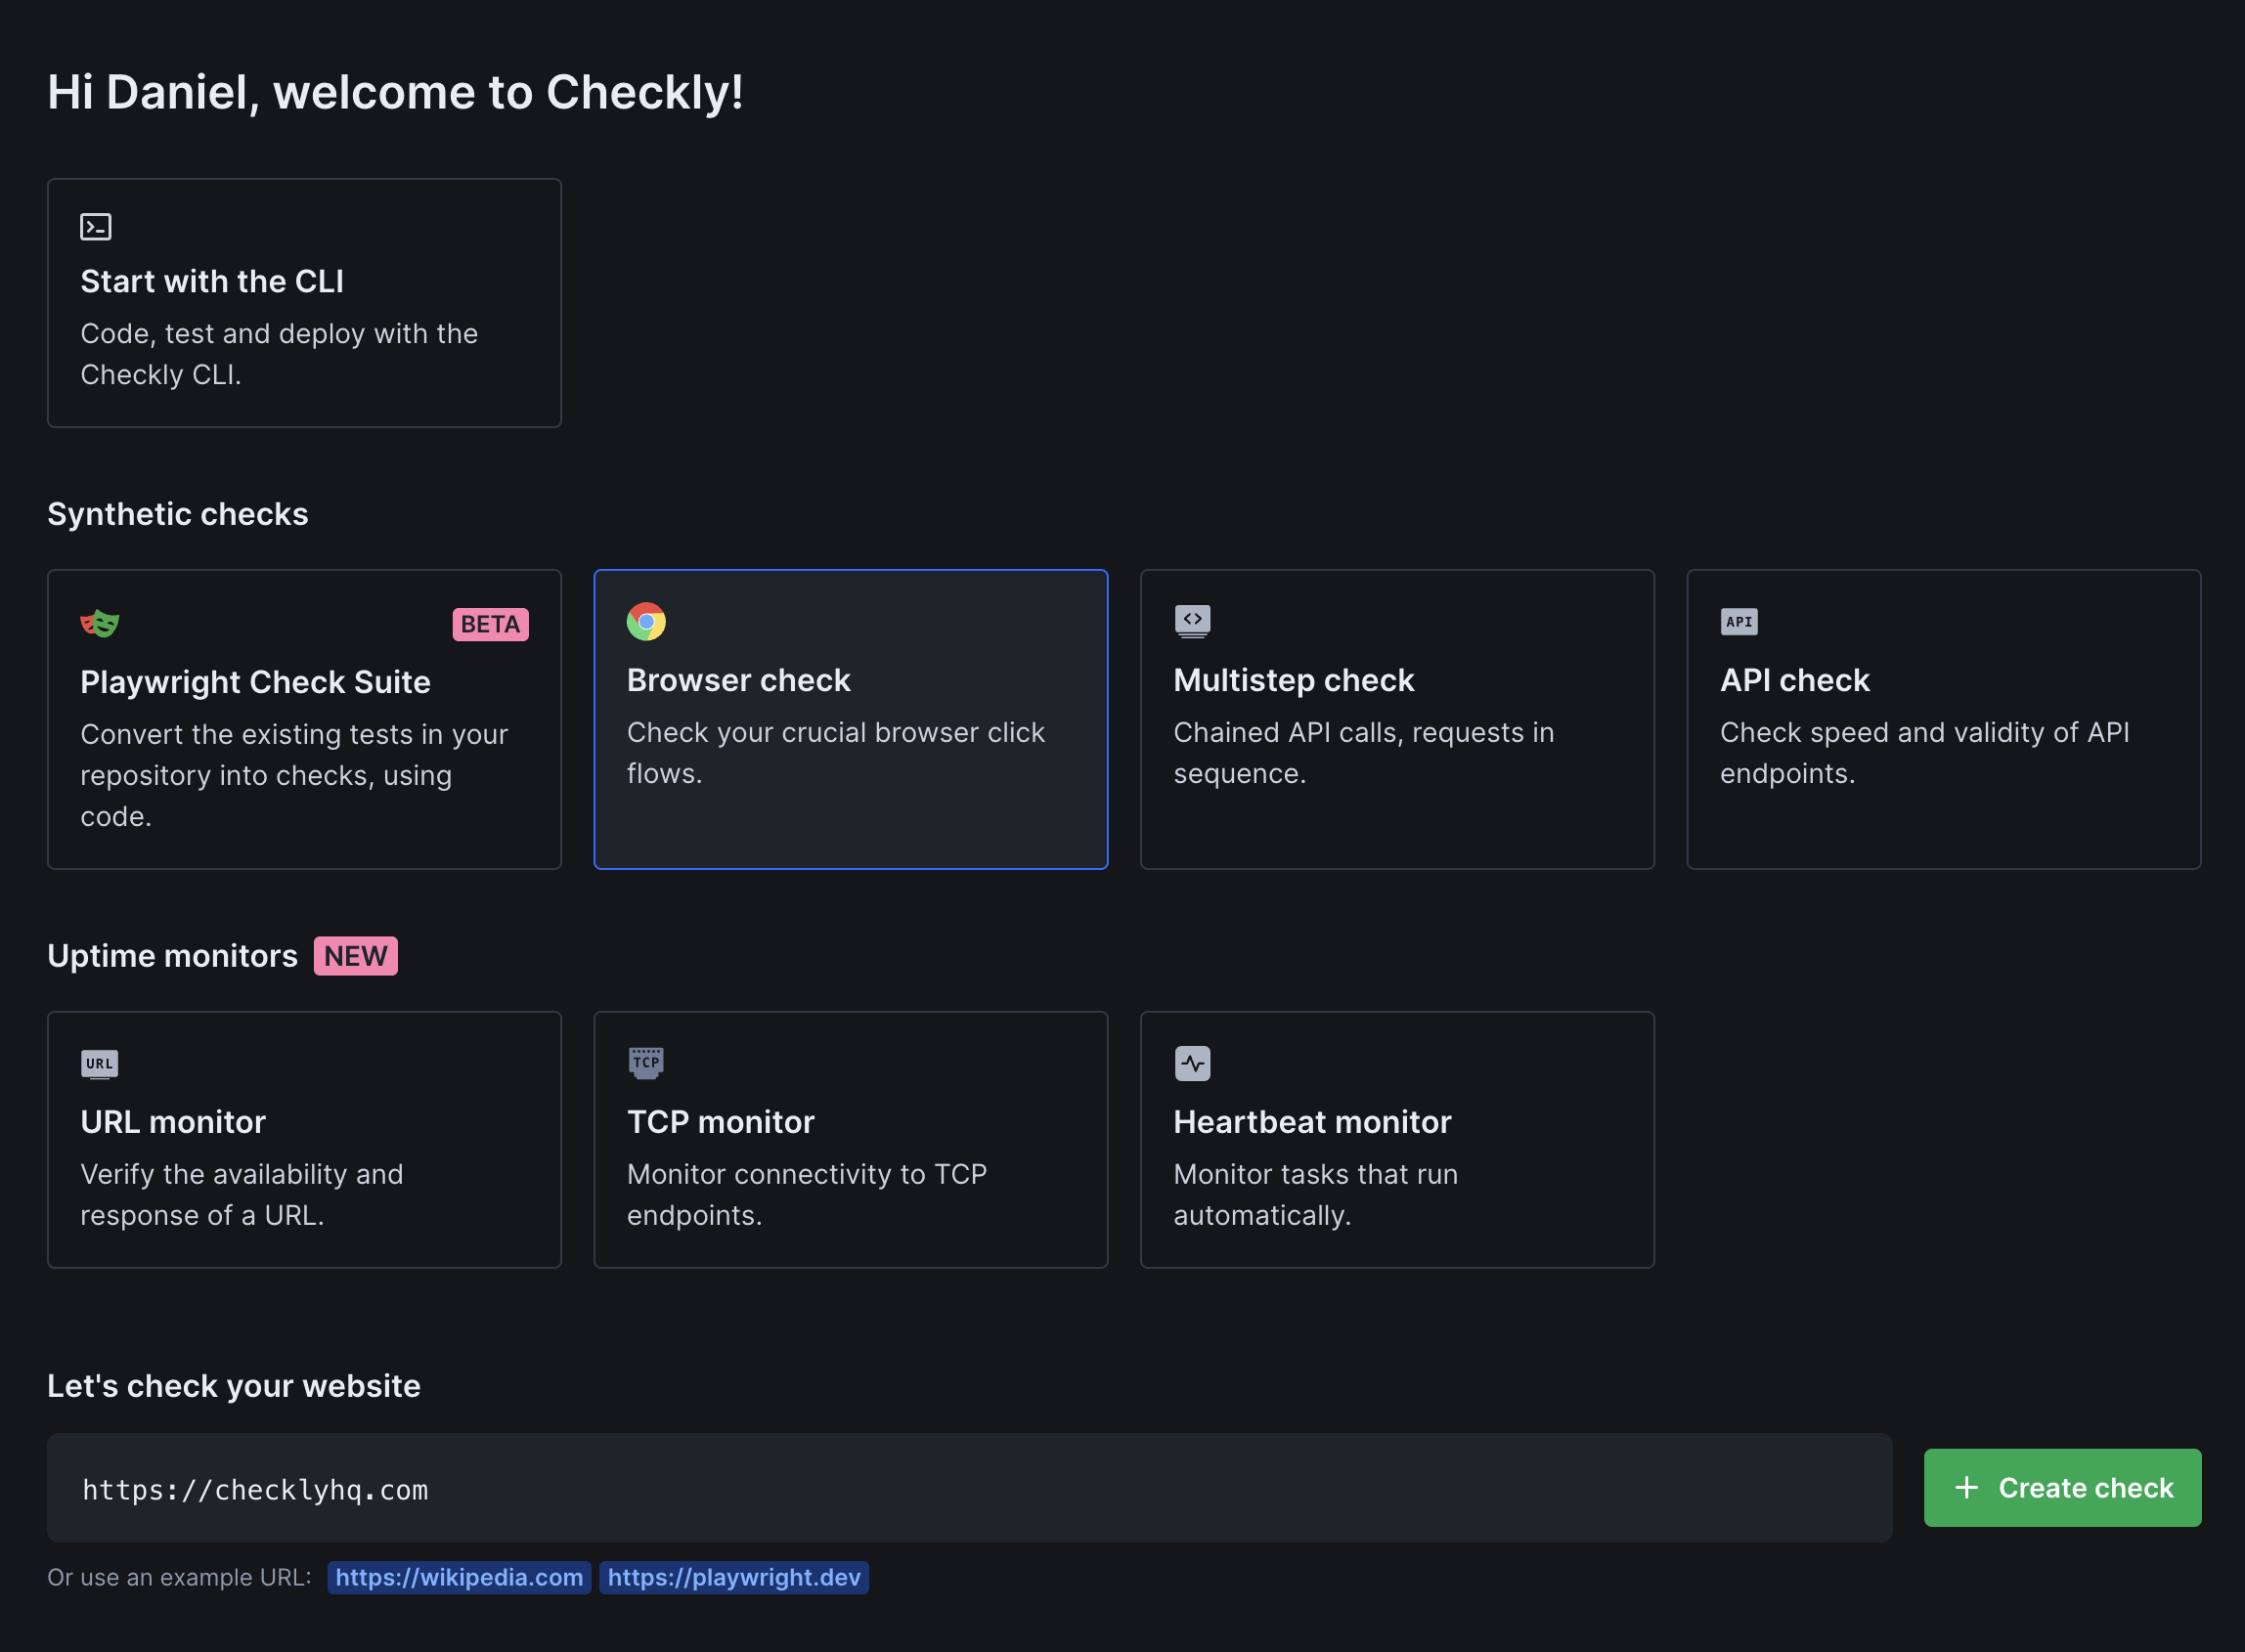 Hi Daniel, welcome to Checkly!
Start with the CLI
Code, test and deploy with the
Checkly CLI.
Synthetic checks
BETA
Playwright Check Suite
Convert the existing tests in your
repository into checks, using
code.
Browser check
Check your crucial browser click
flows.
Multistep check
Chained API calls, requests in
sequence.
API
API check
Check speed and validity of API
endpoints.
Uptime monitors NEW
URL
URL monitor
Verify the availability and
response of a URL.
TCP
TCP monitor
Monitor connectivity to TCP
endpoints.
Heartbeat monitor
Monitor tasks that run
automatically.
Let's check your website
https://checklyhq.com
Create check
Or use an example URL: https://wikipedia.com https://playwright.dev